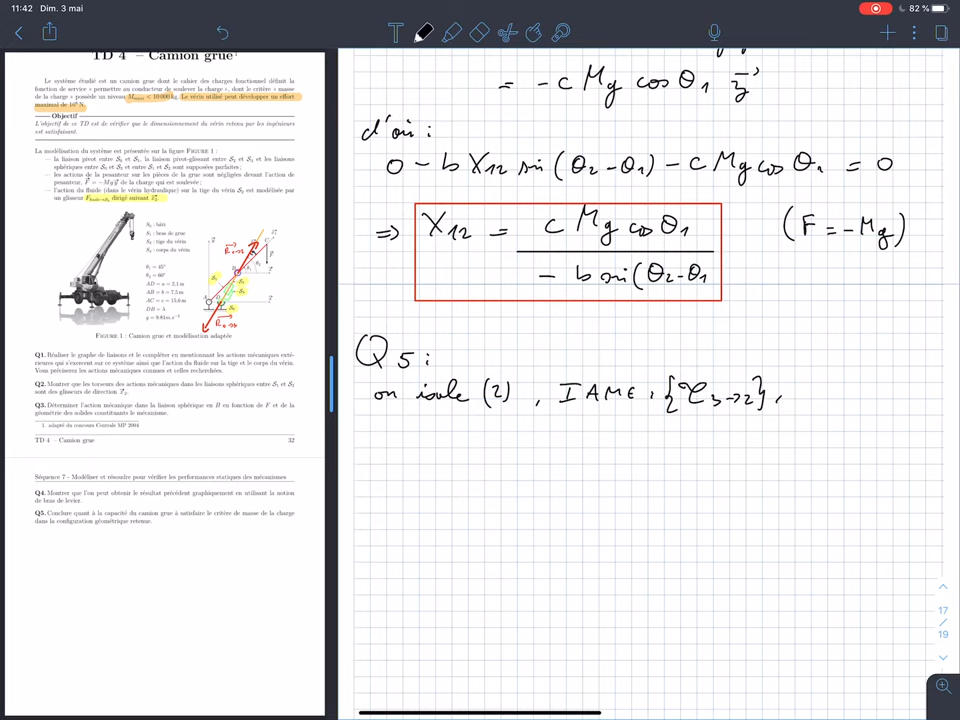 11:42 Dim. 3 mai
82 %
TD 4 – Camion grue¹
Le système étudié est un camion grue dont le cahier des charges fonctionnel définit la
fonction de service « permettre au conducteur de soulever la charge », dont le critère « masse
de la charge » possède un niveau Mmaxi < 10 000 kg. Le vérin utilisé peut développer un effort
maximal de 10⁶ N.
Objectif
L'objectif de ce TD est de vérifier que le dimensionnement du vérin retenu par les ingénieurs
est satisfaisant.
La modélisation du système est présentée sur la figure FIGURE 1 :
— la liaison pivot entre S₀ et S₁, la liaison pivot-glissant entre S₂ et S₃ et les liaisons
sphériques entre S₀ et S₃ et entre S₁ et S₂ sont supposées parfaites ;
— les actions de la pesanteur sur les pièces de la grue sont négligées devant l'action de
pesanteur, F = −Mg y de la charge qui est soulevée ;
— l'action du fluide (dans le vérin hydraulique) sur la tige du vérin S₂ est modélisée par
un glisseur dirigé suivant x₂.
S₀ : bâti
S₁ : bras de grue
S₂ : tige du vérin
S₃ : corps du vérin
θ₁ = 45°
θ₂ = 60°
AD = a = 2.1 m
AB = b = 7.5 m
AC = c = 15.6 m
DB = λ
g = 9.81 m.s⁻²
FIGURE 1 : Camion grue et modélisation adaptée
Q1. Réaliser le graphe de liaisons et le compléter en mentionnant les actions mécaniques exté-
rieures qui s'exercent sur ce système ainsi que l'action du fluide sur la tige et le corps du vérin.
Vous préciserez les actions mécaniques connues et celles recherchées.
Q2. Montrer que les torseurs des actions mécaniques dans les liaisons sphériques entre S₁ et S₂
sont des glisseurs de direction x₂.
Q3. Déterminer l'action mécanique dans la liaison sphérique en B en fonction de F et de la
géométrie des solides constituants le mécanisme.
1. adapté du concours Centrale MP 2004
TD 4 – Camion grue 32
Séquence 7 – Modéliser et résoudre pour vérifier les performances statiques des mécanismes
Q4. Montrer que l'on peut obtenir le résultat précédent graphiquement en utilisant la notion
de bras de levier.
Q5. Conclure quant à la capacité du camion grue à satisfaire le critère de masse de la charge
dans la configuration géométrique retenue.
= -c Mg cos θ₁ z
d'où :
0 - b X₁₂ sin (θ₂ - θ₁) - c Mg cos θ₁ = 0
=> X₁₂ = c Mg cos θ₁ (F = -Mg)
- b sin(θ₂-θ₁
Q5 :
on isole (2), IAME : {τ₃→₂},
17
/
19